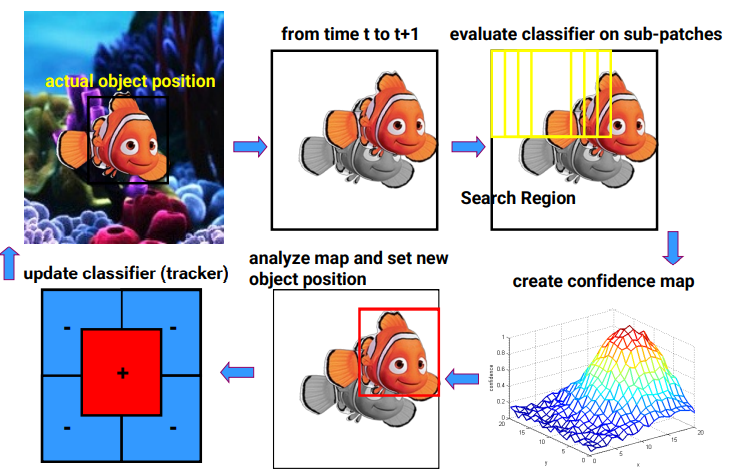 from time t to t+1
evaluate classifier on sub-patches
actual object position
Search Region
analyze map and set new
object position
update classifier (tracker)
create confidence map
- -
+
- -
confidence
1
0.8
0.6
0.4
0.2
0
20
15
10
5
0
0
5
10
15
20
x